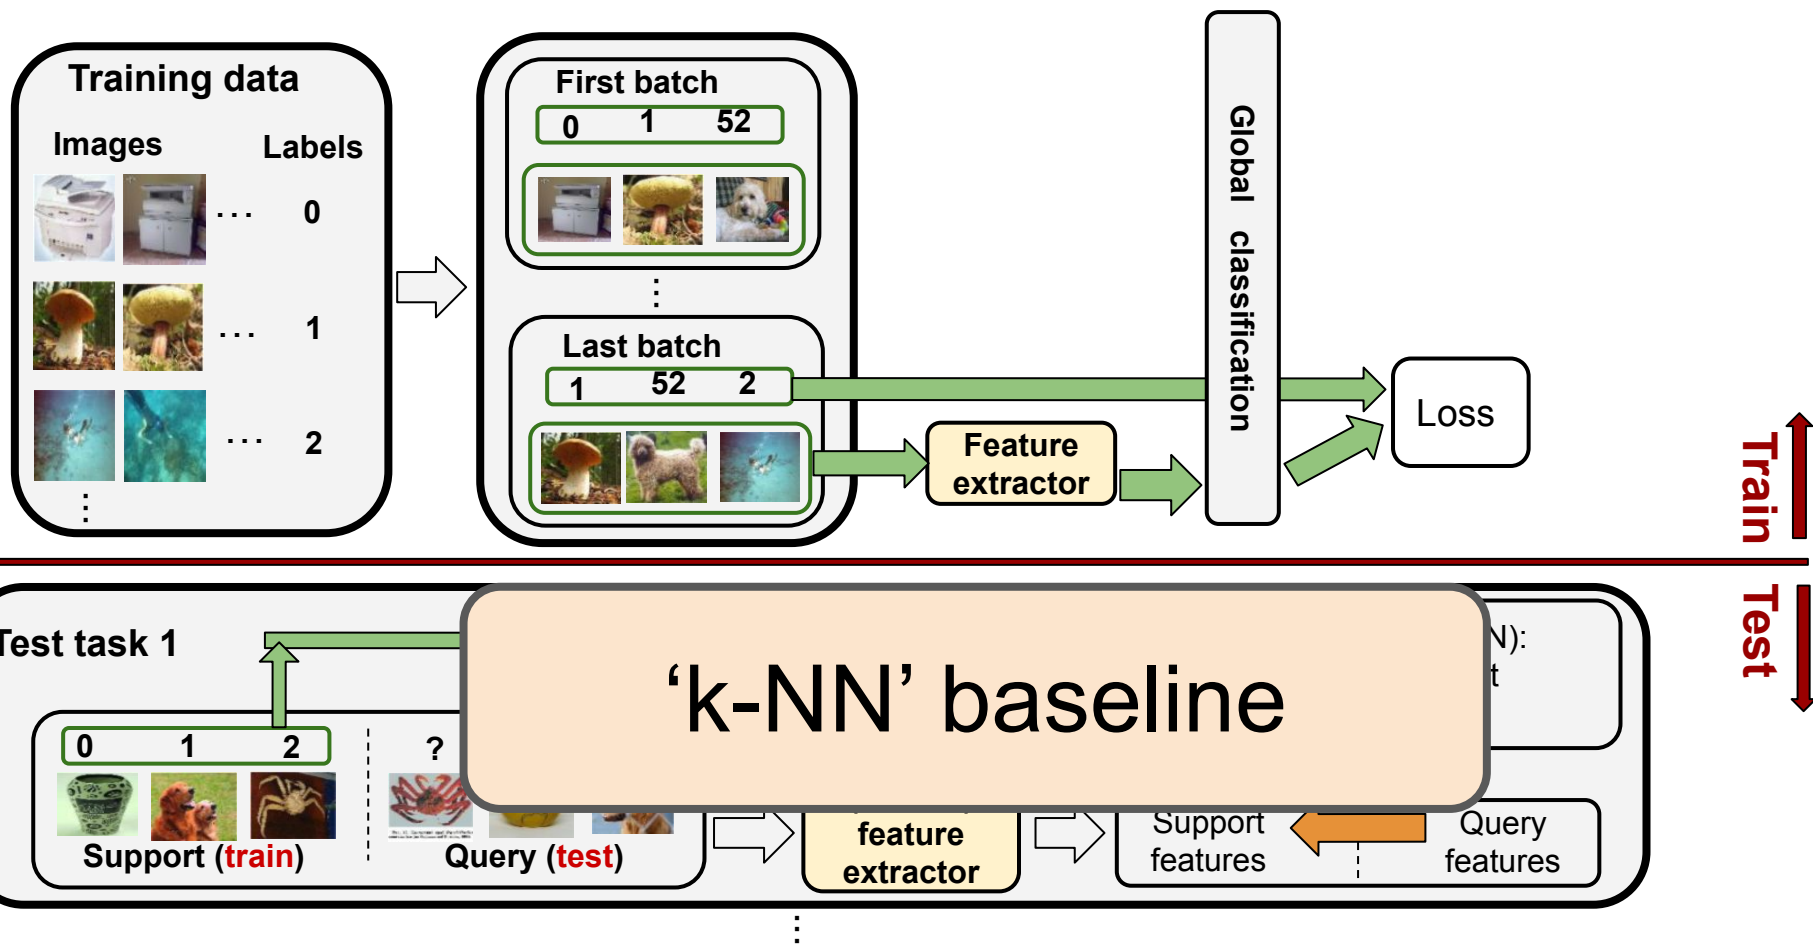 Training data
Images Labels
... 0
... 1
... 2
First batch
0 1 52
Last batch
1 52 2
Feature
extractor
Global classification
Loss
Train
Test
Test task 1
'k-NN' baseline
N):
t
0 1 2 ?
Support (train) Query (test)
feature
extractor
Support
features
Query
features